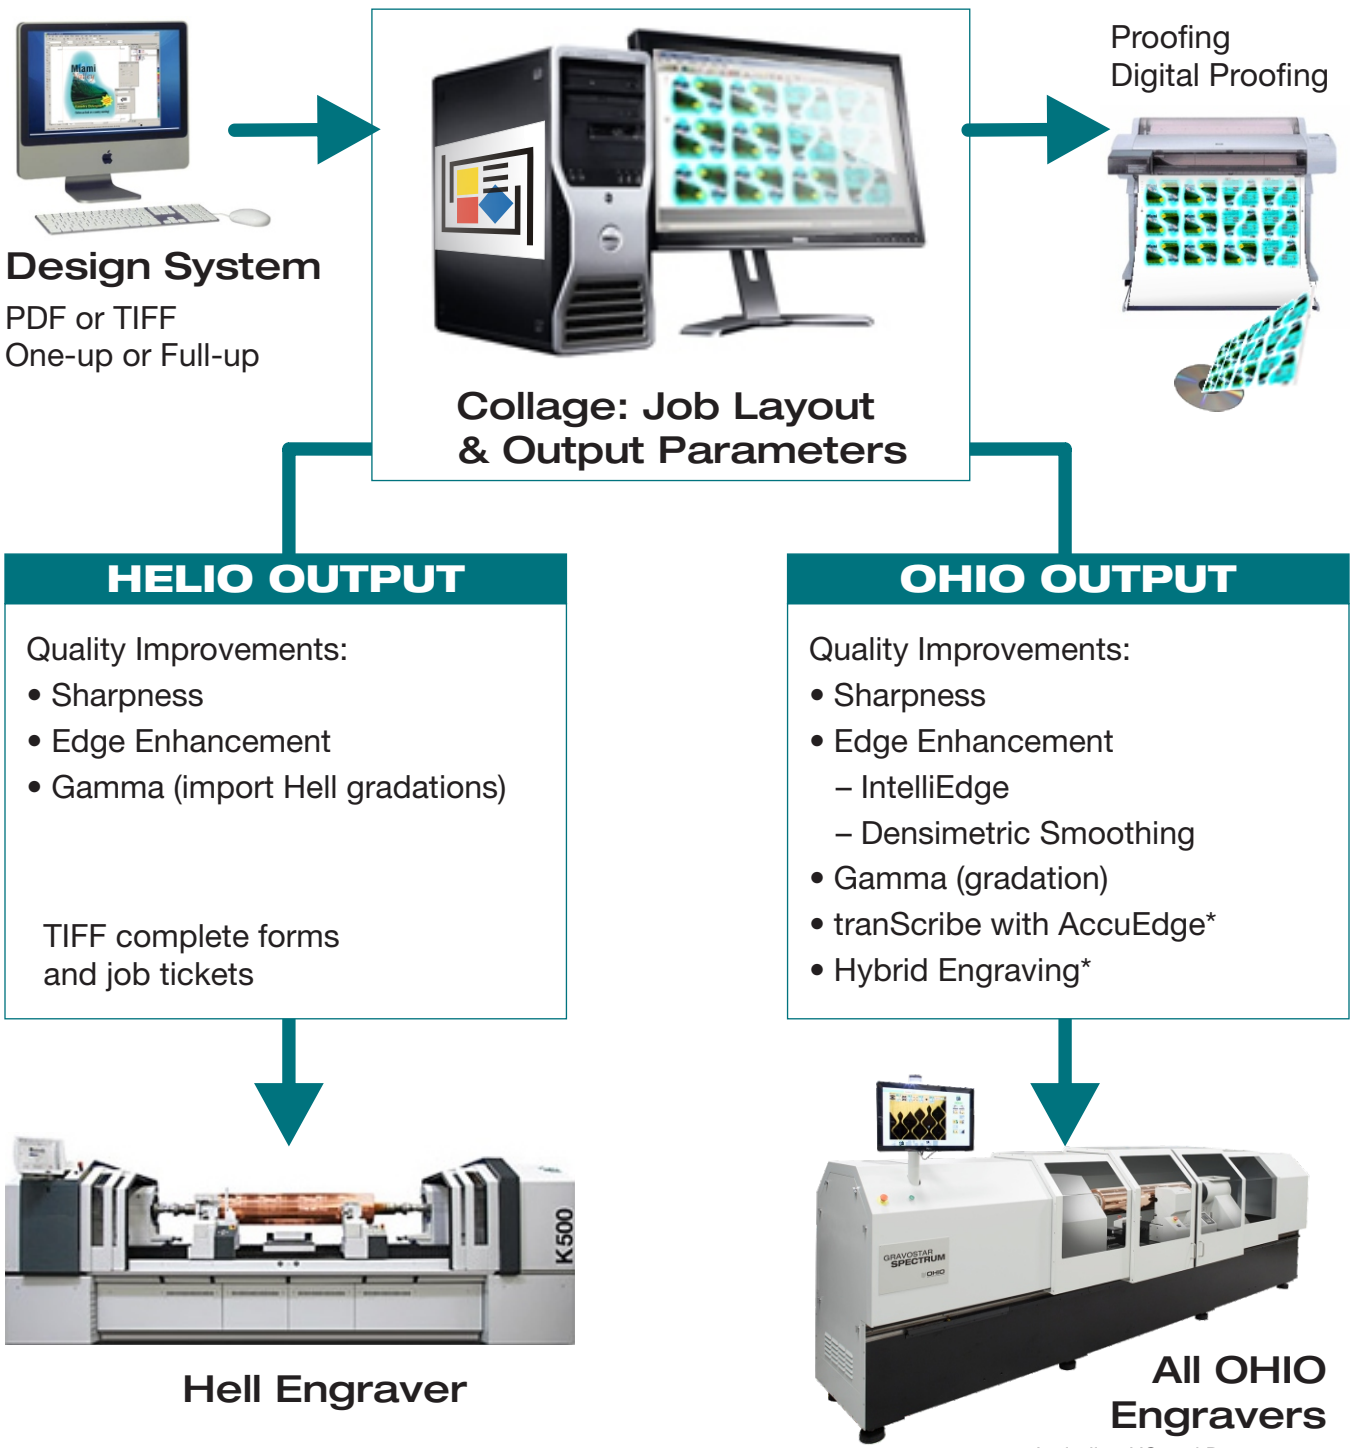 Miami
Design System
PDF or TIFF
One-up or Full-up
Collage: Job Layout
& Output Parameters
Proofing
Digital Proofing
HELIO OUTPUT
Quality Improvements:
• Sharpness
• Edge Enhancement
• Gamma (import Hell gradations)
TIFF complete forms
and job tickets
OHIO OUTPUT
Quality Improvements:
• Sharpness
• Edge Enhancement
– IntelliEdge
– Densimetric Smoothing
• Gamma (gradation)
• tranScribe with AccuEdge*
• Hybrid Engraving*
K500
Hell Engraver
GRAVOSTAR
SPECTRUM
OHIO
All OHIO
Engravers